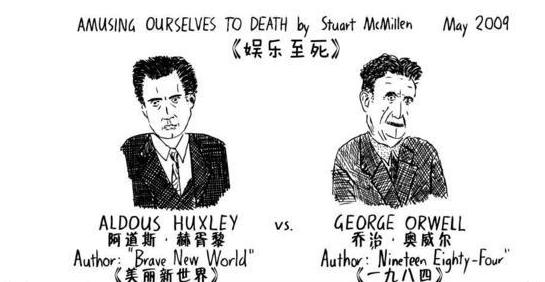 AMUSING OURSELVES TO DEATH by Stuart McMillen May 2009
《娱乐至死》
ALDOUS HUXLEY vs. GEORGE ORWELL
阿道斯·赫胥黎 乔治·奥威尔
Author: "Brave New World" Author: Nineteen Eighty-Four"
《美丽新世界》 《一九八四》